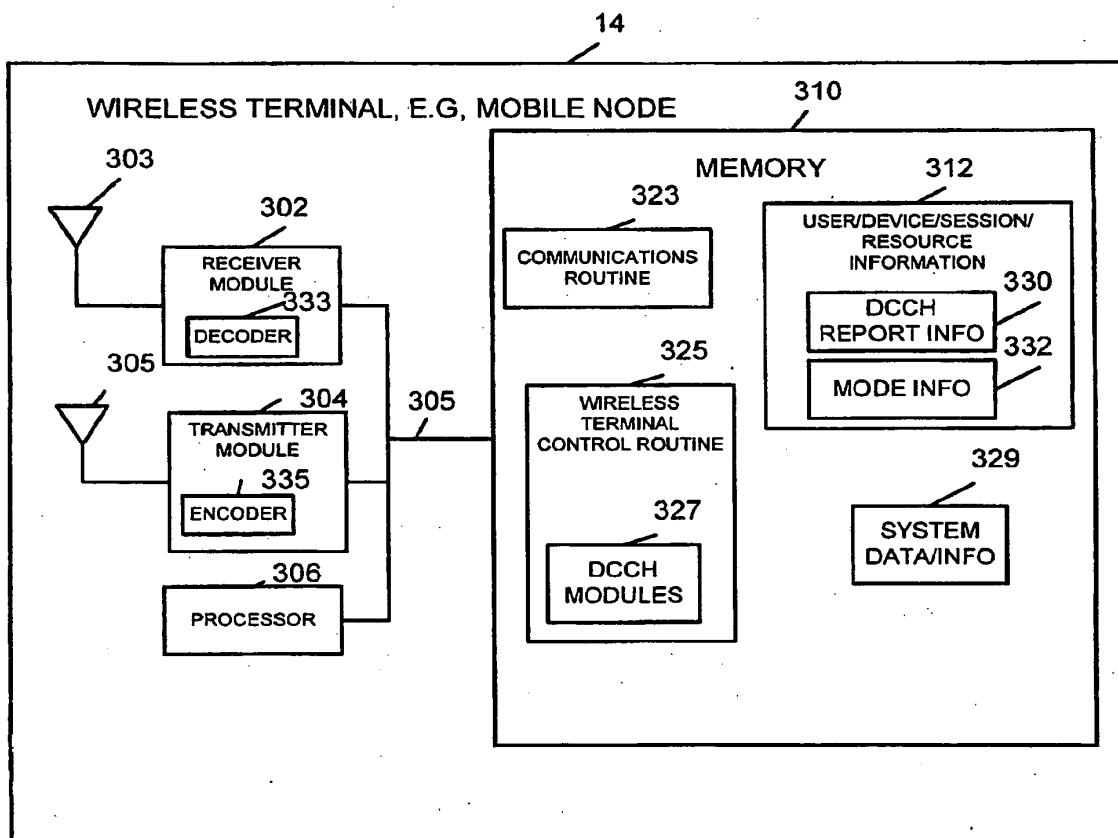 14
WIRELESS TERMINAL, E.G, MOBILE NODE
310
MEMORY
303
302
RECEIVER
MODULE
333
DECODER
305
304
TRANSMITTER
MODULE
335
ENCODER
306
PROCESSOR
305
323
COMMUNICATIONS
ROUTINE
312
USER/DEVICE/SESSION/
RESOURCE
INFORMATION
330
DCCH
REPORT INFO
332
MODE INFO
325
WIRELESS
TERMINAL
CONTROL ROUTINE
327
DCCH
MODULES
329
SYSTEM
DATA/INFO